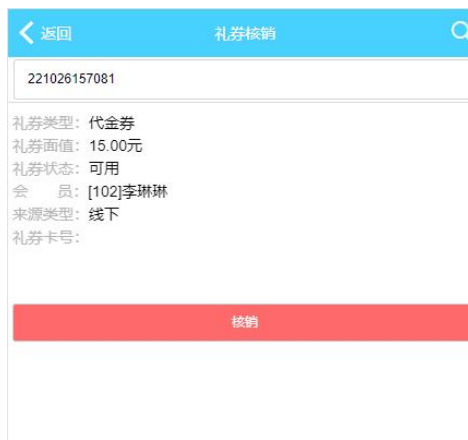 返回
礼券核销
221026157081
礼券类型：代金券
礼券面值：15.00元
礼券状态：可用
会　员：[102]李琳琳
来源类型：线下
礼券卡号：
核销